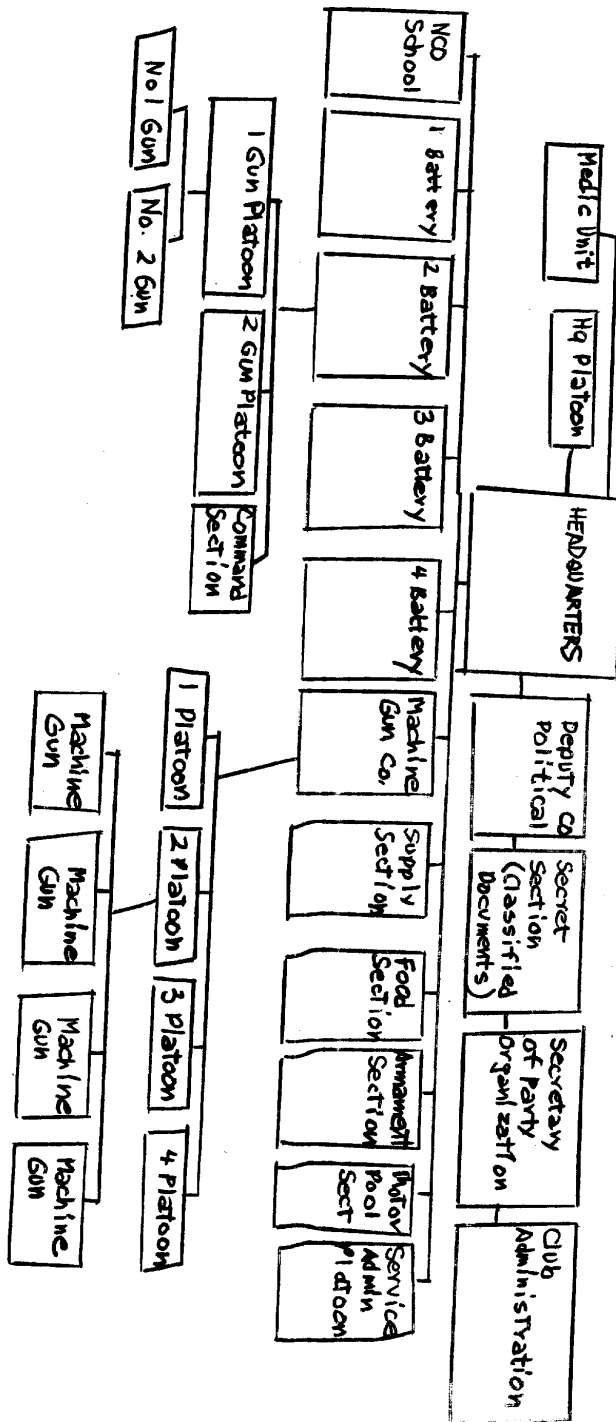 Medic Unit
Hq Platoon
HEADQUARTERS
Deputy CO
Political
Secret
Section
(Classified
Documents)
Secretary
of Party
Organization
Club
Administration
NCO
School
1 Battery
2 Battery
3 Battery
4 Battery
Machine
Gun Co.
Supply
Section
Food
Section
Armament
Section
Motor
Pool
Sect
Service
Admin
Platoon
1 Gun Platoon
2 Gun Platoon
Command
Section
No 1 Gun
No. 2 Gun
1 Platoon
2 Platoon
3 Platoon
4 Platoon
Machine
Gun
Machine
Gun
Machine
Gun
Machine
Gun